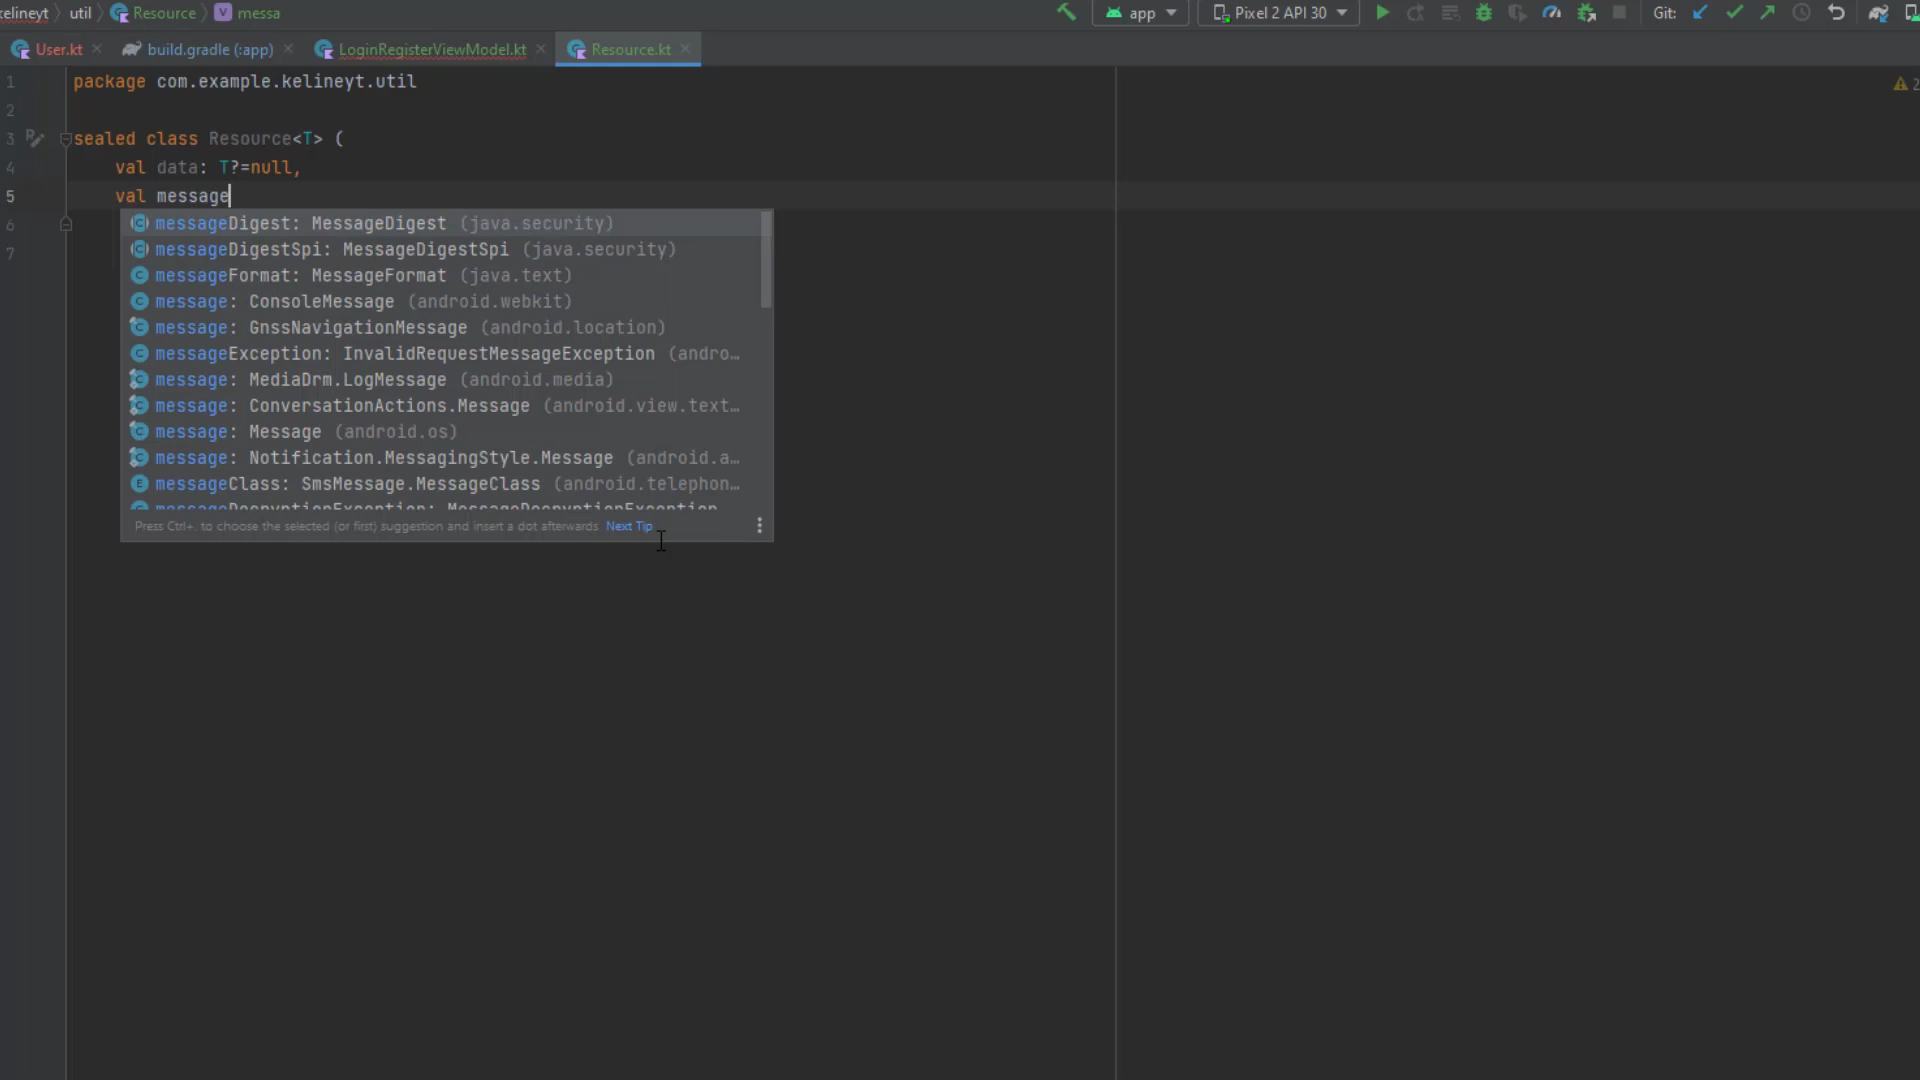 kelineyt util Resource V messa app Pixel 2 API 30 Git:
User.kt build.gradle (:app) LoginRegisterViewModel.kt Resource.kt
1 package com.example.kelineyt.util 2
2
3 sealed class Resource<T> (
4 val data: T?=null,
5 val message
6 messageDigest: MessageDigest (java.security)
messageDigestSpi: MessageDigestSpi (java.security)
7
messageFormat: MessageFormat (java.text)
message: ConsoleMessage (android.webkit)
message: GnssNavigationMessage (android.location)
messageException: InvalidRequestMessageException (andro…
message: MediaDrm.LogMessage (android.media)
message: ConversationActions.Message (android.view.text…
message: Message (android.os)
message: Notification.MessagingStyle.Message (android.a…
messageClass: SmsMessage.MessageClass (android.telephon…
messageDecryptionException: MessageDecryptionException
Press Ctrl+. to choose the selected (or first) suggestion and insert a dot afterwards Next Tip